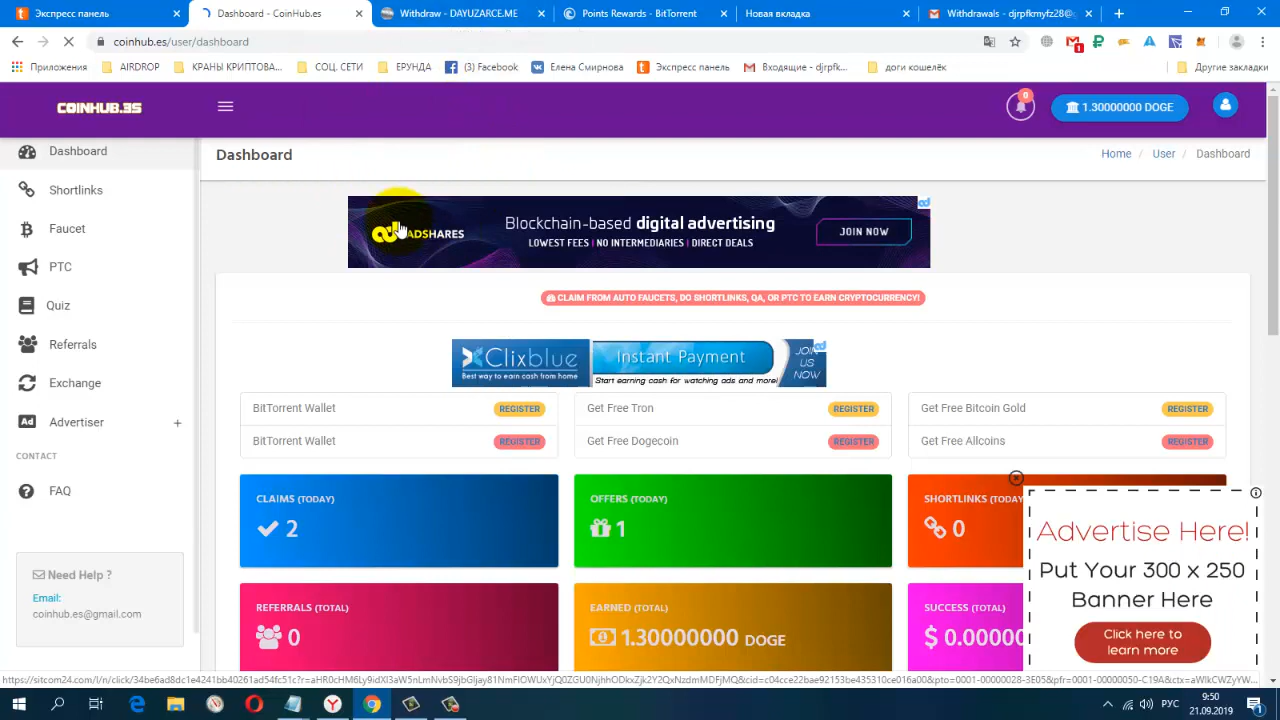 Экспресс панель
Dashboard - CoinHub.es
Withdraw - DAYUZARCE.ME
Points Rewards - BitTorrent
Новая вкладка
Withdrawls - djrpfkmyfz28@
coinhub.es/user/dashboard
1
Приложения
AIRDROP
КРАНЫ КРИПТОВА...
СОЦ. СЕТИ
ЕРУНДА
(3) Facebook
Елена Смирнова
Экспресс панель
Входящие - djrpfk...
доги кошелёк
Другие закладки
COINHUB.ES
0
1.30000000 DOGE
Dashboard
Shortlinks
Faucet
PTC
Quiz
Referrals
Exchange
Ad Advertiser +
CONTACT
FAQ
Need Help ?
Email:
coinhub.es@gmail.com
Dashboard
Home / User / Dashboard
ADSHARES
Blockchain-based digital advertising
LOWEST FEES | NO INTERMEDIARIES | DIRECT DEALS
JOIN NOW
CLAIM FROM AUTO FAUCETS, DO SHORTLINKS, QA, OR PTC TO EARN CRYPTOCURRENCY!
Clixblue
Best way to earn cash from home
Instant Payment
Start earning cash for watching ads and more!
JOIN
US
NOW
BitTorrent Wallet REGISTER
BitTorrent Wallet REGISTER
Get Free Tron REGISTER
Get Free Dogecoin REGISTER
Get Free Bitcoin Gold REGISTER
Get Free Allcoins REGISTER
CLAIMS (TODAY)
2
OFFERS (TODAY)
1
SHORTLINKS (TODAY
0
REFERRALS (TOTAL)
0
EARNED (TOTAL)
1.30000000 DOGE
SUCCESS (TOTAL)
$ 0.00000
Advertise Here!
Put Your 300 x 250
Banner Here
Click here to
learn more
РУС
9:50
21.09.2019
1